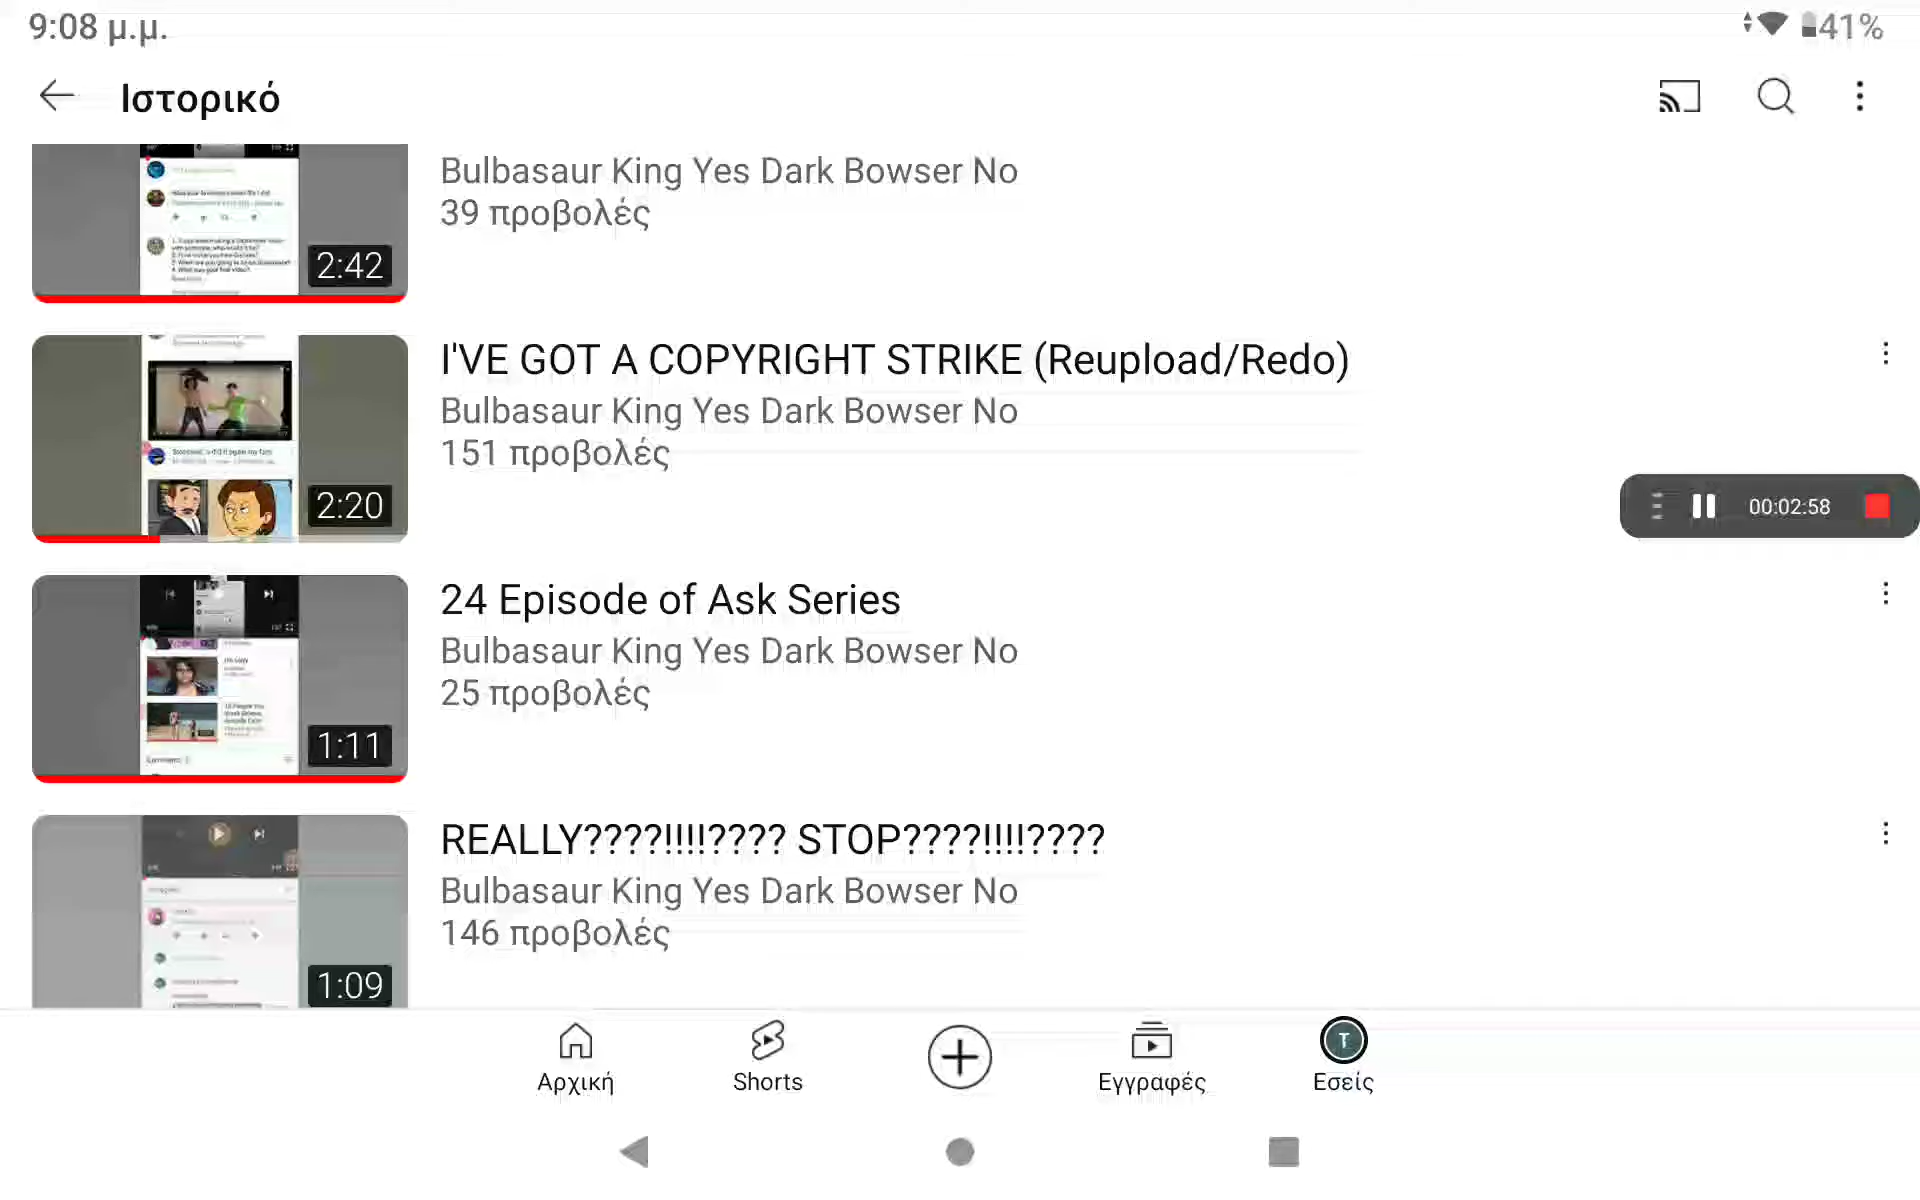 9:08 μ.μ.
41%
Ιστορικό
Bulbasaur King Yes Dark Bowser No
39 προβολές
2:42
I'VE GOT A COPYRIGHT STRIKE (Reupload/Redo)
Bulbasaur King Yes Dark Bowser No
151 προβολές
2:20
00:02:58
24 Episode of Ask Series
Bulbasaur King Yes Dark Bowser No
25 προβολές
1:11
REALLY????!!!!???? STOP????!!!!????
Bulbasaur King Yes Dark Bowser No
146 προβολές
1:09
Αρχική
Shorts
Εγγραφές
T
Εσείς